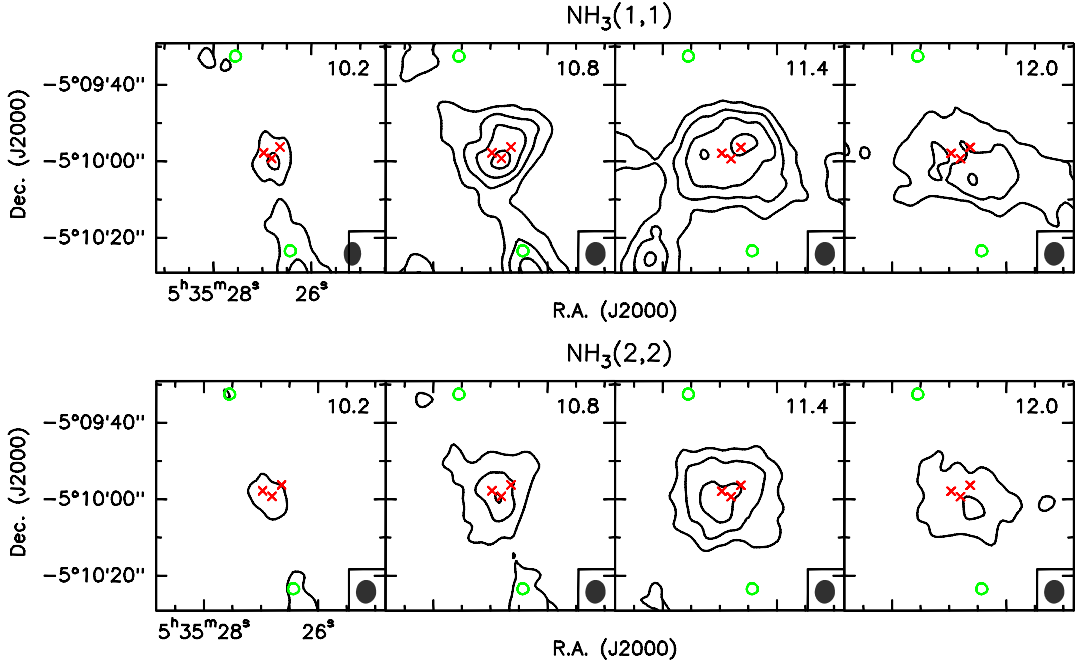 NH₃(1,1)
10.2 10.8 11.4 12.0
Dec. (J2000)
-5°09'40''
-5°10'00''
-5°10'20''
5ʰ35ᵐ28ˢ 26ˢ
R.A. (J2000)
NH₃(2,2)
10.2 10.8 11.4 12.0
Dec. (J2000)
-5°09'40''
-5°10'00''
-5°10'20''
5ʰ35ᵐ28ˢ 26ˢ
R.A. (J2000)